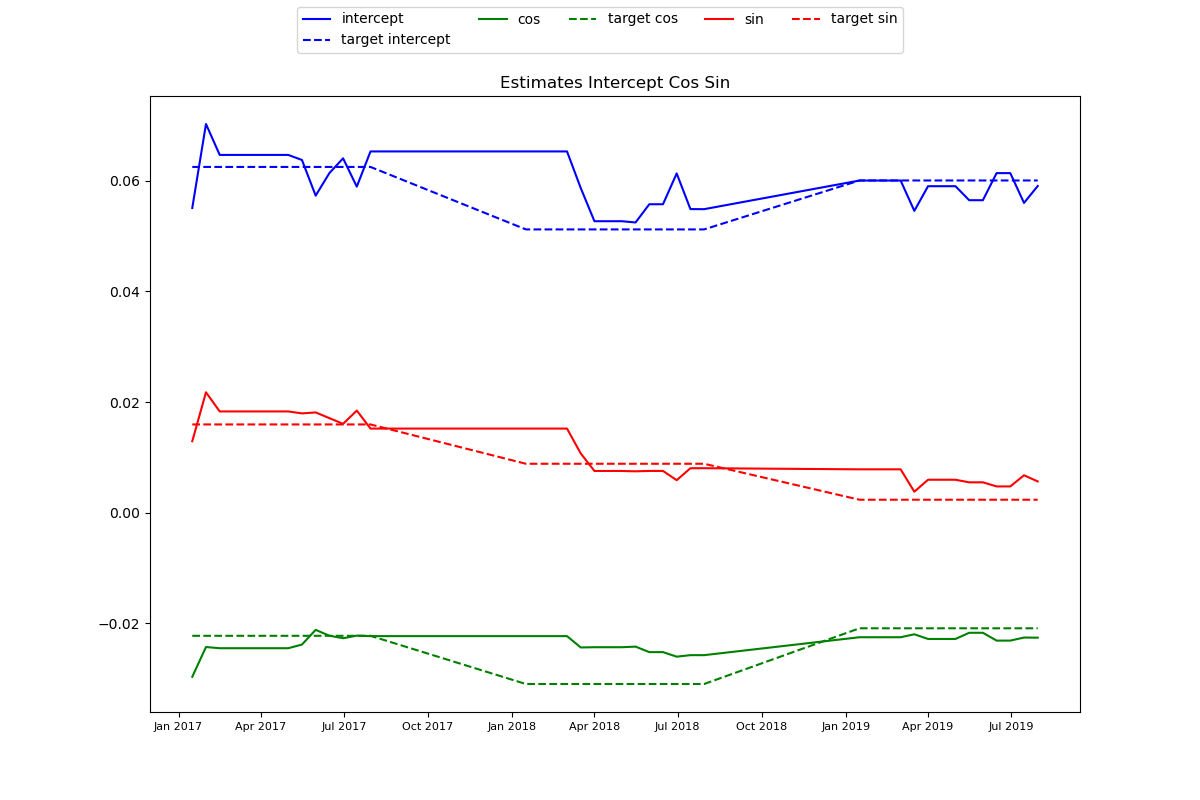 intercept cos target cos sin target sin
target intercept
Estimates Intercept Cos Sin
0.06
0.04
0.02
0.00
−0.02
Jan 2017 Apr 2017 Jul 2017 Oct 2017 Jan 2018 Apr 2018 Jul 2018 Oct 2018 Jan 2019 Apr 2019 Jul 2019